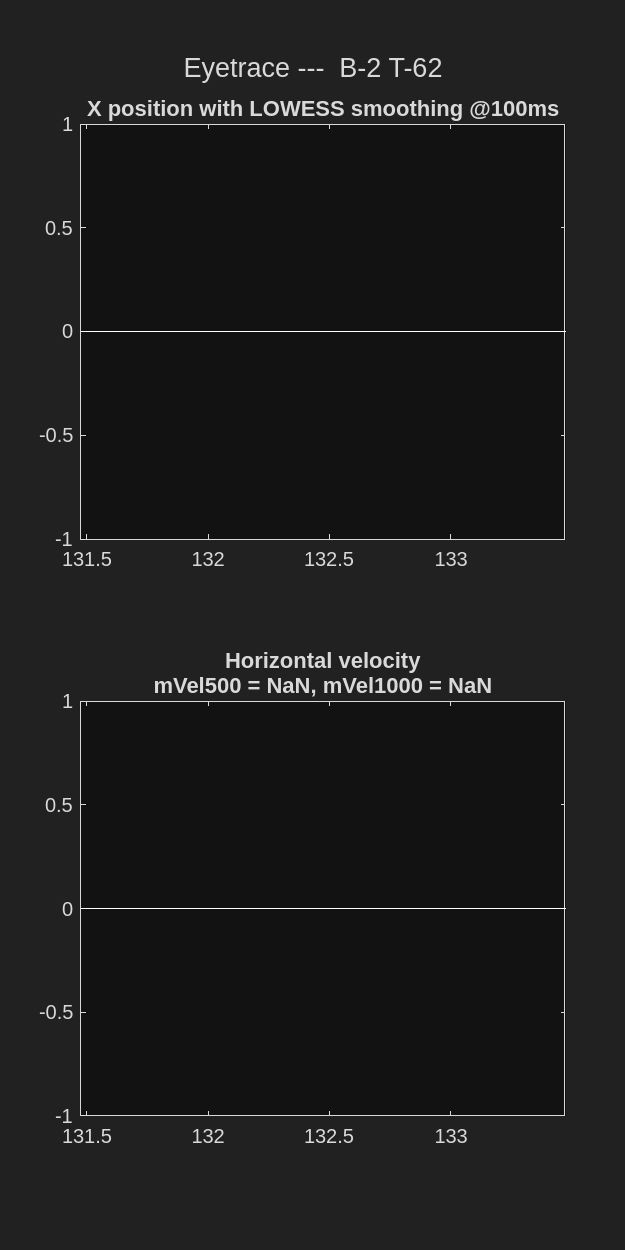 Eyetrace ---  B-2 T-62
X position with LOWESS smoothing @100ms
1
0.5
0
-0.5
-1
131.5 132 132.5 133
Horizontal velocity
mVel500 = NaN, mVel1000 = NaN
1
0.5
0
-0.5
-1
131.5 132 132.5 133